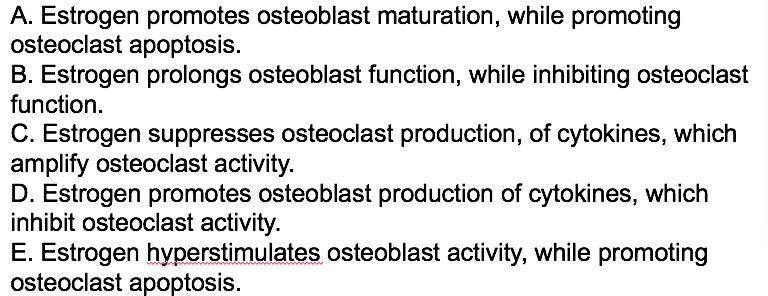 A. Estrogen promotes osteoblast maturation, while promoting
osteoclast apoptosis.
B. Estrogen prolongs osteoblast function, while inhibiting osteoclast
function.
C. Estrogen suppresses osteoclast production, of cytokines, which
amplify osteoclast activity.
D. Estrogen promotes osteoblast production of cytokines, which
inhibit osteoclast activity.
E. Estrogen hyperstimulates osteoblast activity, while promoting
osteoclast apoptosis.